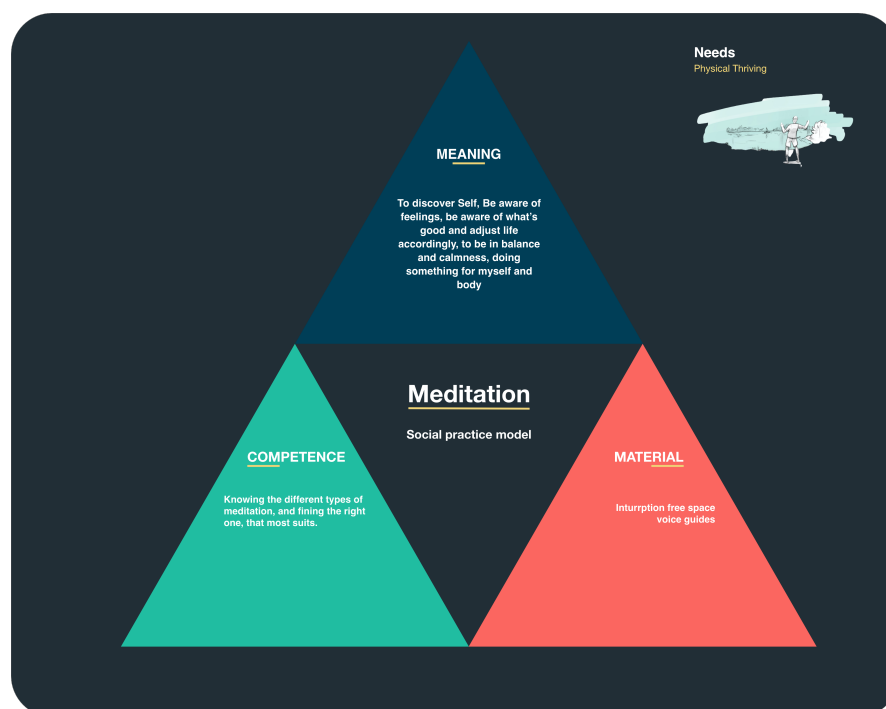 Needs
Physical Thriving
MEANING
To discover Self, Be aware of
feelings, be aware of what's
good and adjust life
accordingly, to be in balance
and calmness, doing
something for myself and
body
Meditation
Social practice model
COMPETENCE
Knowing the different types of
meditation, and fining the right
one, that most suits.
MATERIAL
Inturrption free space
voice guides